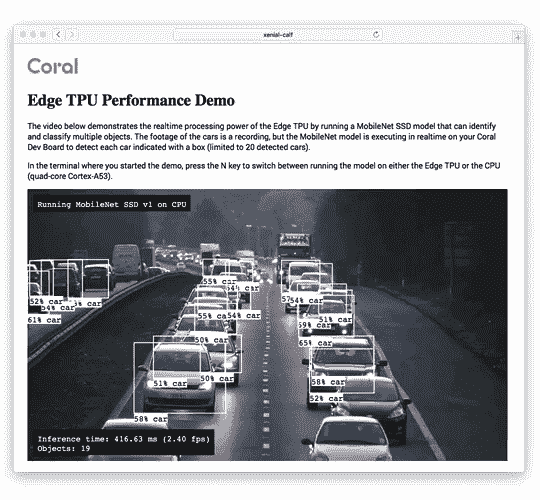 xenial-calf
Coral
Edge TPU Performance Demo
The video below demonstrates the realtime processing power of the Edge TPU by running a MobileNet SSD model that can identify
and classify multiple objects. The footage of the cars is a recording, but the MobileNet model is executing in realtime on your Coral
Dev Board to detect each car indicated with a box (limited to 20 detected cars).
In the terminal where you started the demo, press the N key to switch between running the model on either the Edge TPU or the CPU
(quad-core Cortex-A53).
Running MobileNet SSD v1 on CPU
55% car
54% car
52% car
54% car
61% car
54% car
55% ca
54% car
51% car
59% car
50% car
65% car
51% car
50% car
58% car
52% car
58% car
Inference time: 416.63 ms (2.40 fps)
Objects: 19